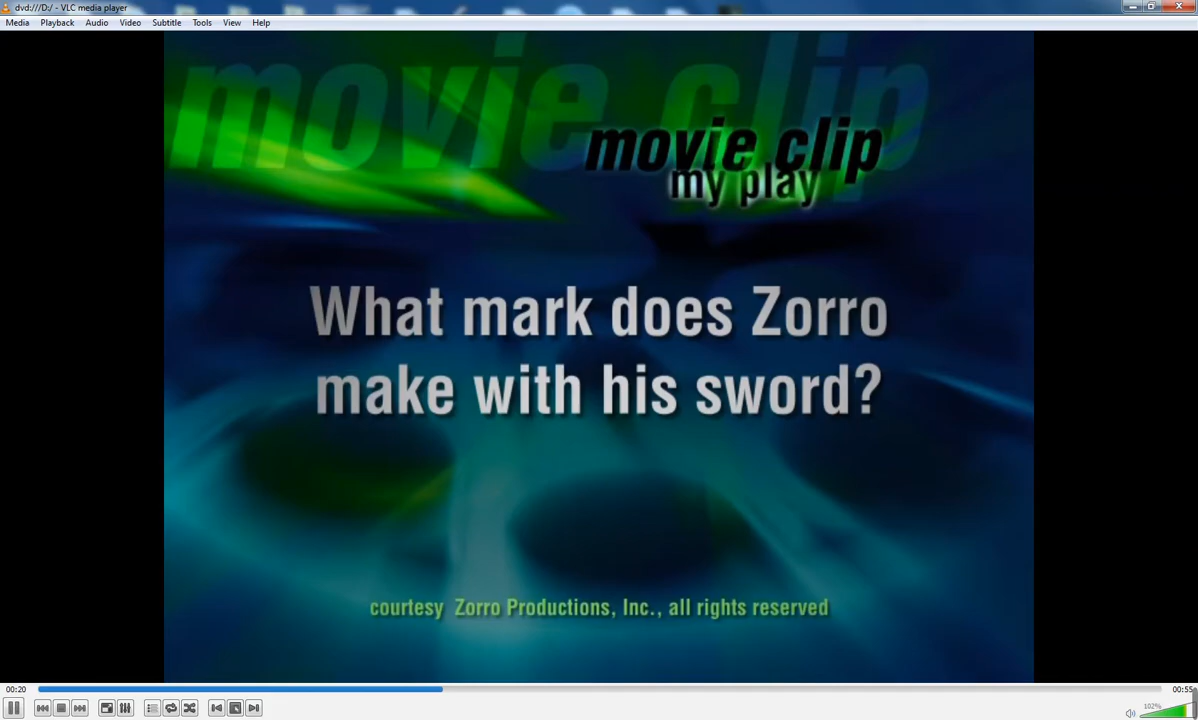 dvd:///D:/ - VLC media player
Media Playback Audio Video Subtitle Tools View Help
movie clip
movie clip
my play
What mark does Zorro
make with his sword?
courtesy Zorro Productions, Inc., all rights reserved
00:20 00:55
102%